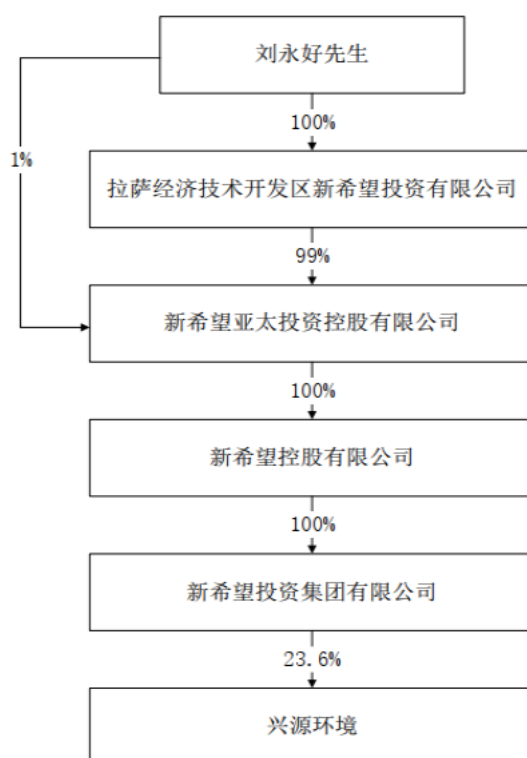 刘永好先生
100%
1%
拉萨经济技术开发区新希望投资有限公司
99%
新希望亚太投资控股有限公司
100%
新希望控股有限公司
100%
新希望投资集团有限公司
23.6%
兴源环境